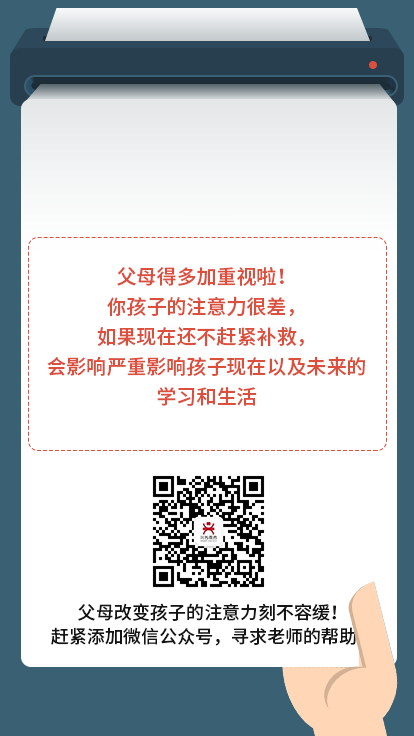 父母得多加重视啦！
你孩子的注意力很差，
如果现在还不赶紧补救，
会影响严重影响孩子现在以及未来的
学习和生活
父母改变孩子的注意力刻不容缓！
赶紧添加微信公众号，寻求老师的帮助